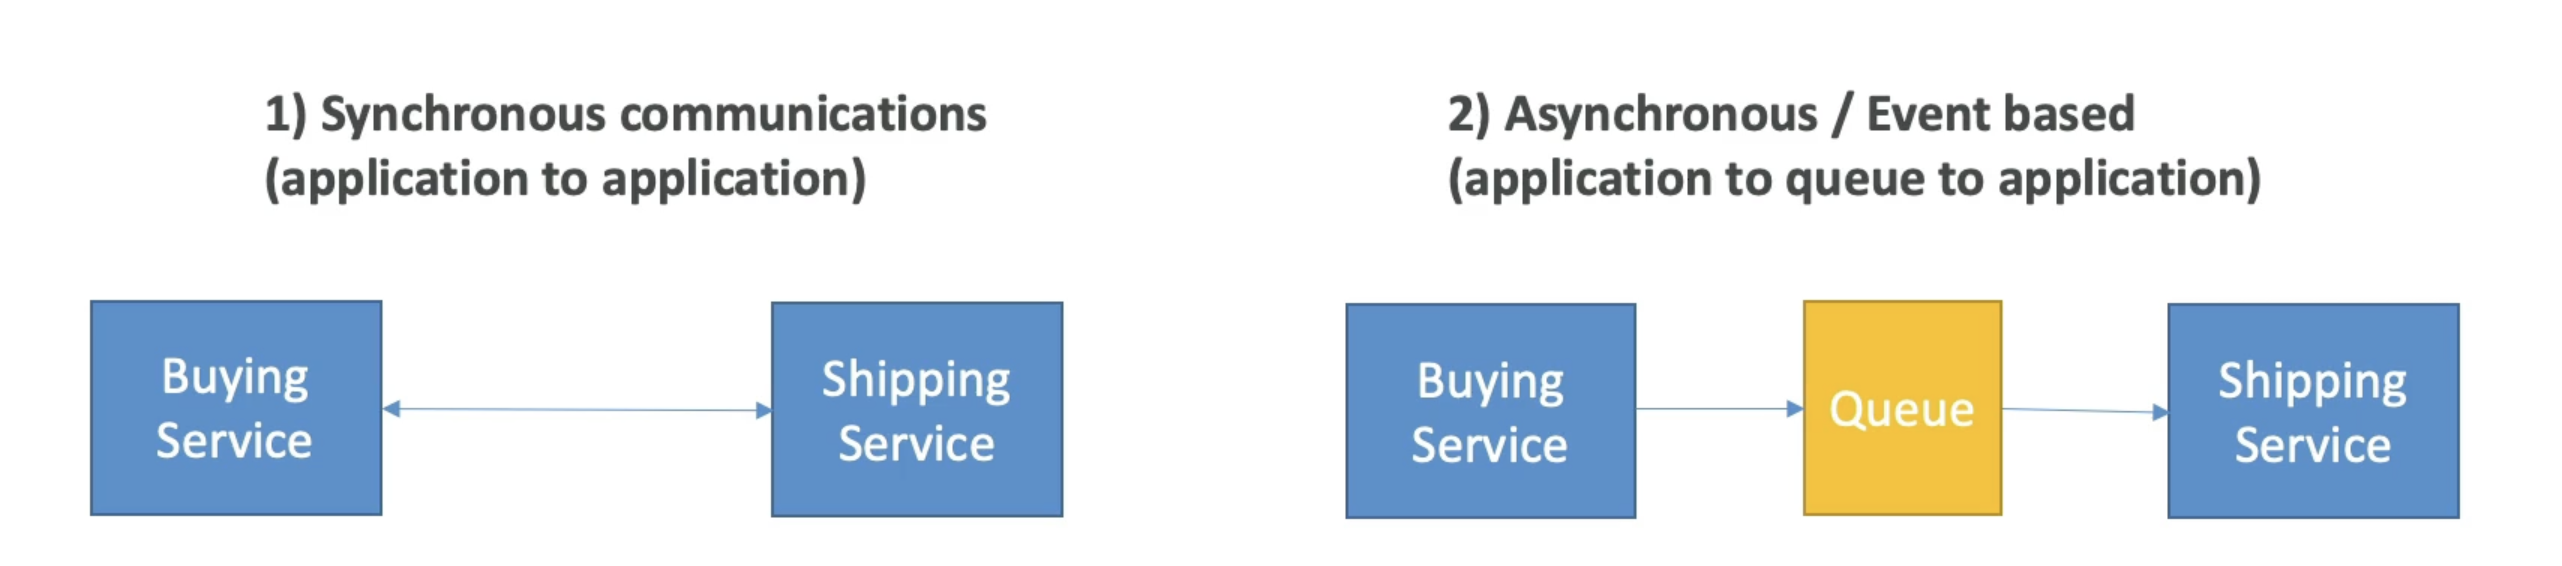 1) Synchronous communications
(application to application)
Buying
Service
Shipping
Service
2) Asynchronous / Event based
(application to queue to application)
Buying
Service
Queue
Shipping
Service